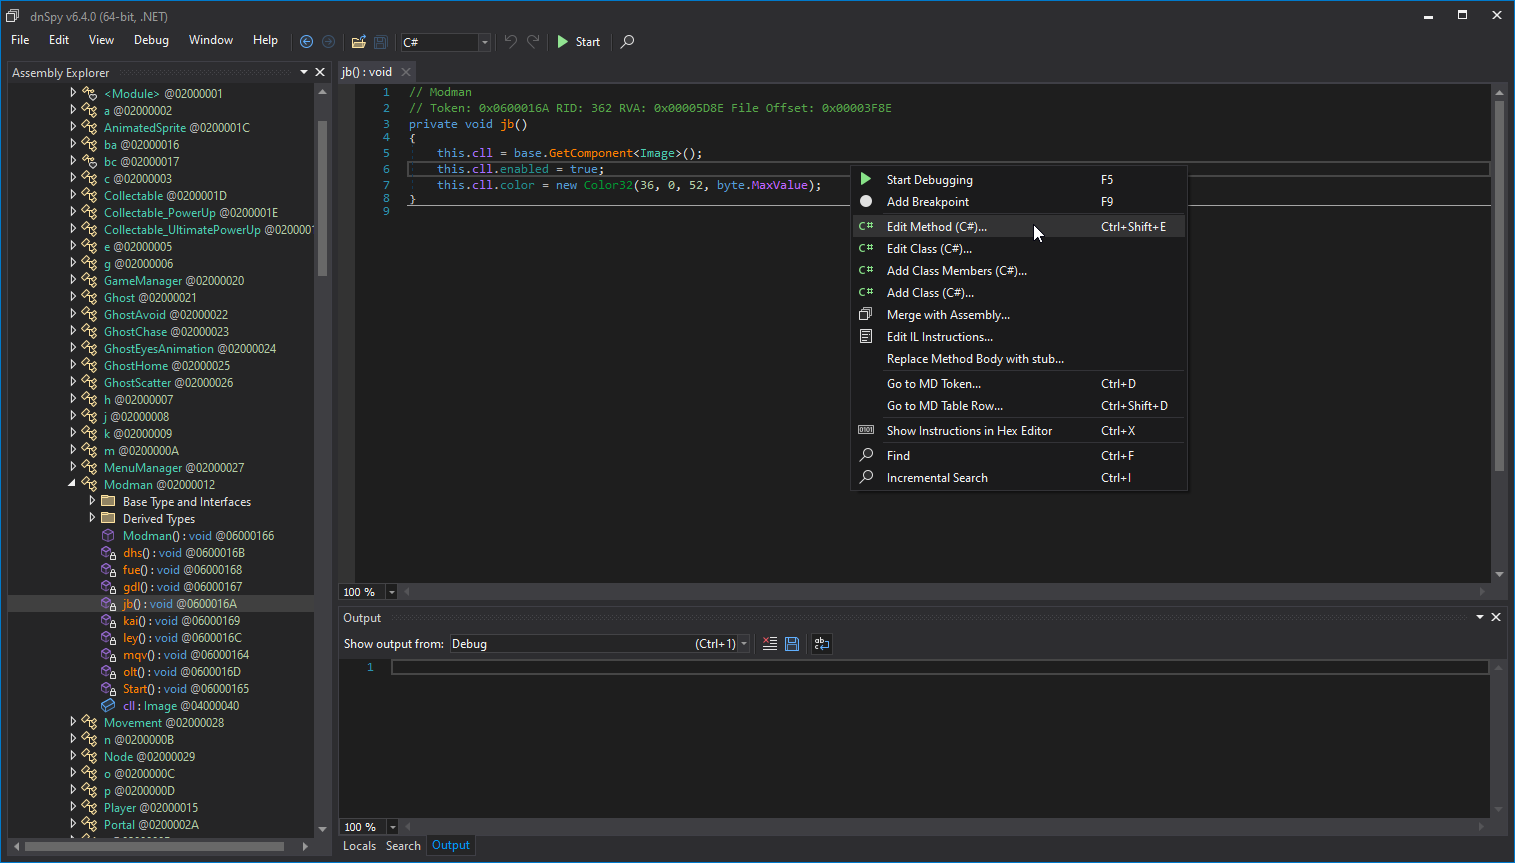 dnSpy v6.4.0 (64-bit, .NET)
File Edit View Debug Window Help C# Start
Assembly Explorer
<Module> @02000001
a @02000002
AnimatedSprite @0200001C
ba @02000016
bc @02000017
c @02000003
Collectable @0200001D
Collectable_PowerUp @0200001E
Collectable_UltimatePowerUp @0200001
e @02000005
g @02000006
GameManager @02000020
Ghost @02000021
GhostAvoid @02000022
GhostChase @02000023
GhostEyesAnimation @02000024
GhostHome @02000025
GhostScatter @02000026
h @02000007
j @02000008
k @02000009
m @0200000A
MenuManager @02000027
Modman @02000012
Base Type and Interfaces
Derived Types
Modman() : void @06000166
dhs() : void @0600016B
fue() : void @06000168
gdl() : void @06000167
jb() : void @0600016A
kai() : void @06000169
ley() : void @0600016C
mqv() : void @06000164
olt() : void @0600016D
Start() : void @06000165
cll : Image @04000040
Movement @02000028
n @0200000B
Node @02000029
o @0200000C
p @0200000D
Player @02000015
Portal @0200002A
jb() : void
1 // Modman
2 // Token: 0x0600016A RID: 362 RVA: 0x00005D8E File Offset: 0x00003F8E
3 private void jb()
4 {
5 this.cll = base.GetComponent<Image>();
6 this.cll.enabled = true;
7 this.cll.color = new Color32(36, 0, 52, byte.MaxValue);
8 }
9
Start Debugging F5
Add Breakpoint F9
C# Edit Method (C#)... Ctrl+Shift+E
C# Edit Class (C#)...
C# Add Class Members (C#)...
C# Add Class (C#)...
Merge with Assembly...
Edit IL Instructions...
Replace Method Body with stub...
Go to MD Token... Ctrl+D
Go to MD Table Row... Ctrl+Shift+D
Show Instructions in Hex Editor Ctrl+X
Find Ctrl+F
Incremental Search Ctrl+I
100 %
Output
Show output from: Debug (Ctrl+1)
1
100 %
Locals Search Output